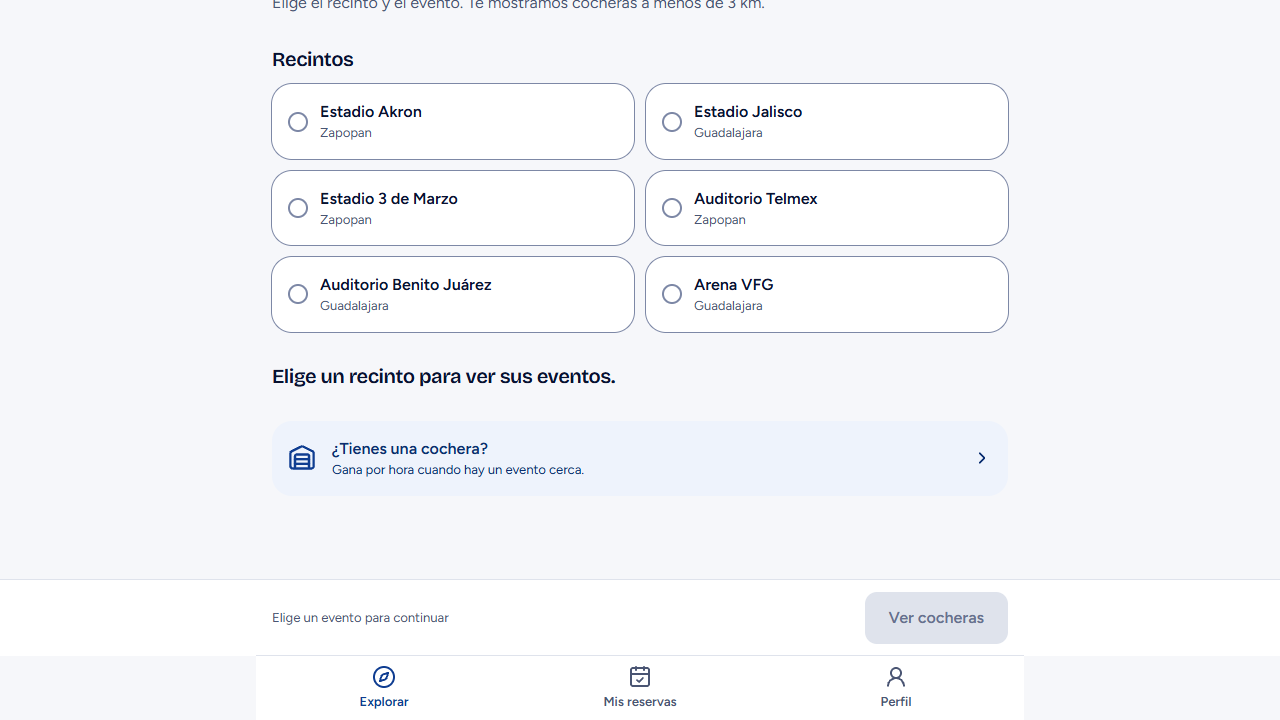 Elige el recinto y el evento. Te mostramos cocheras a menos de 3 km.
Recintos
Estadio Akron
Zapopan
Estadio Jalisco
Guadalajara
Estadio 3 de Marzo
Zapopan
Auditorio Telmex
Zapopan
Auditorio Benito Juárez
Guadalajara
Arena VFG
Guadalajara
Elige un recinto para ver sus eventos.
¿Tienes una cochera?
Gana por hora cuando hay un evento cerca.
Elige un evento para continuar
Ver cocheras
Explorar
Mis reservas
Perfil